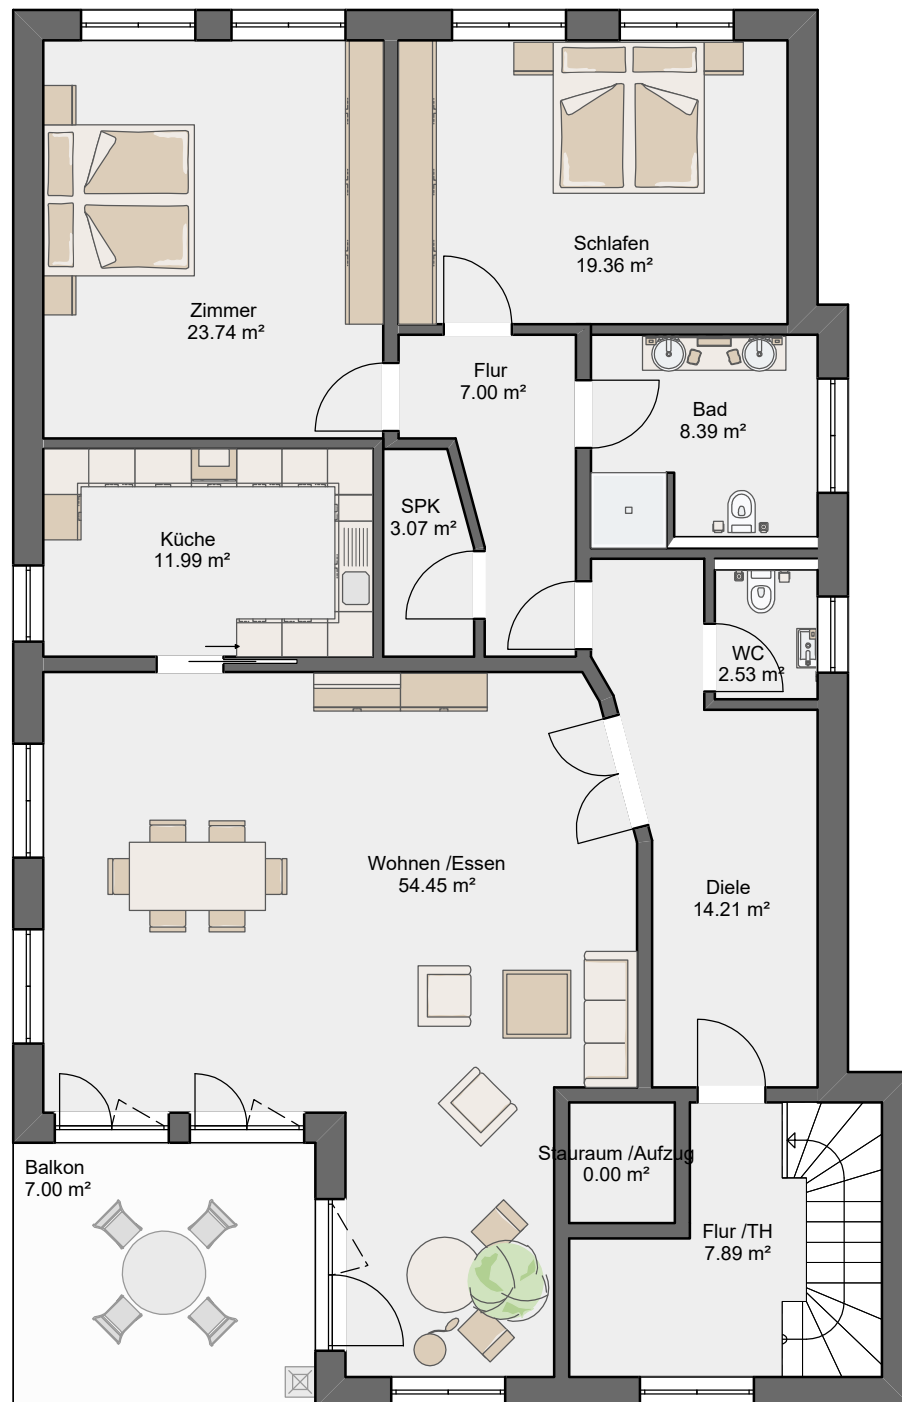 Schlafen
19.36 m²
Zimmer
23.74 m²
Flur
7.00 m²
Bad
8.39 m²
SPK
3.07 m²
Küche
11.99 m²
WC
2.53 m²
Wohnen /Essen
54.45 m²
Diele
14.21 m²
Stauraum /Aufzug
0.00 m²
Balkon
7.00 m²
Flur /TH
7.89 m²